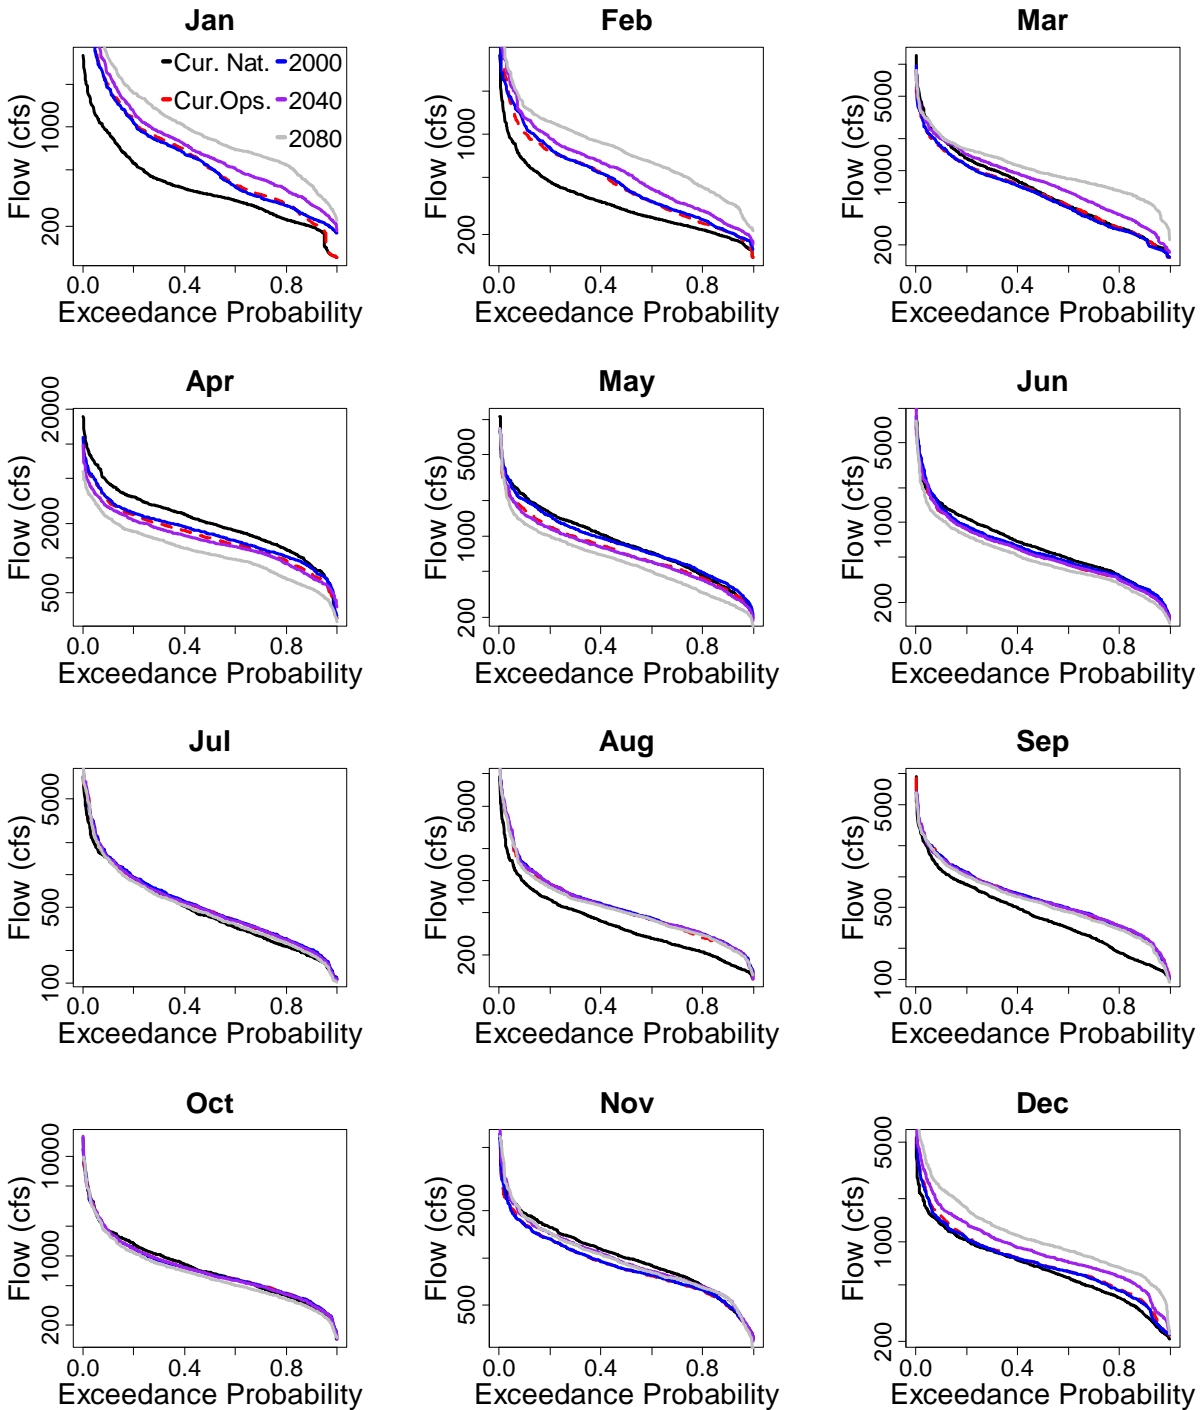 Jan
Feb
Mar
Flow (cfs)
200
1000
Cur. Nat.
2000
Cur.Ops.
2040
2080
0.0 0.4 0.8
Exceedance Probability
Flow (cfs)
200
1000
0.0 0.4 0.8
Exceedance Probability
Flow (cfs)
200
1000
5000
0.0 0.4 0.8
Exceedance Probability
Apr
May
Jun
Flow (cfs)
500
2000
20000
0.0 0.4 0.8
Exceedance Probability
Flow (cfs)
200
1000
5000
0.0 0.4 0.8
Exceedance Probability
Flow (cfs)
200
1000
5000
0.0 0.4 0.8
Exceedance Probability
Jul
Aug
Sep
Flow (cfs)
100
500
5000
0.0 0.4 0.8
Exceedance Probability
Flow (cfs)
200
1000
5000
0.0 0.4 0.8
Exceedance Probability
Flow (cfs)
100
500
5000
0.0 0.4 0.8
Exceedance Probability
Oct
Nov
Dec
Flow (cfs)
200
1000
10000
0.0 0.4 0.8
Exceedance Probability
Flow (cfs)
500
2000
0.0 0.4 0.8
Exceedance Probability
Flow (cfs)
200
1000
5000
0.0 0.4 0.8
Exceedance Probability